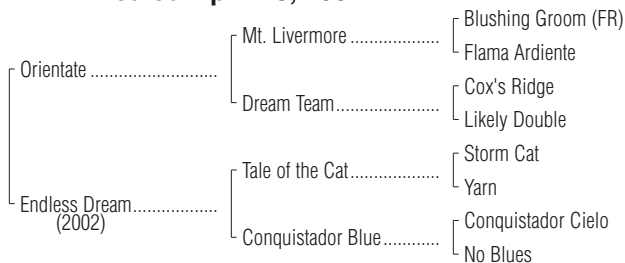 Blushing Groom (FR)
Mt. Livermore ....................
Flama Ardiente
Orientate ............................
Cox's Ridge
Dream Team.......................
Likely Double
Storm Cat
Tale of the Cat....................
Yarn
Endless Dream..................
(2002)
Conquistador Cielo
Conquistador Blue............
No Blues